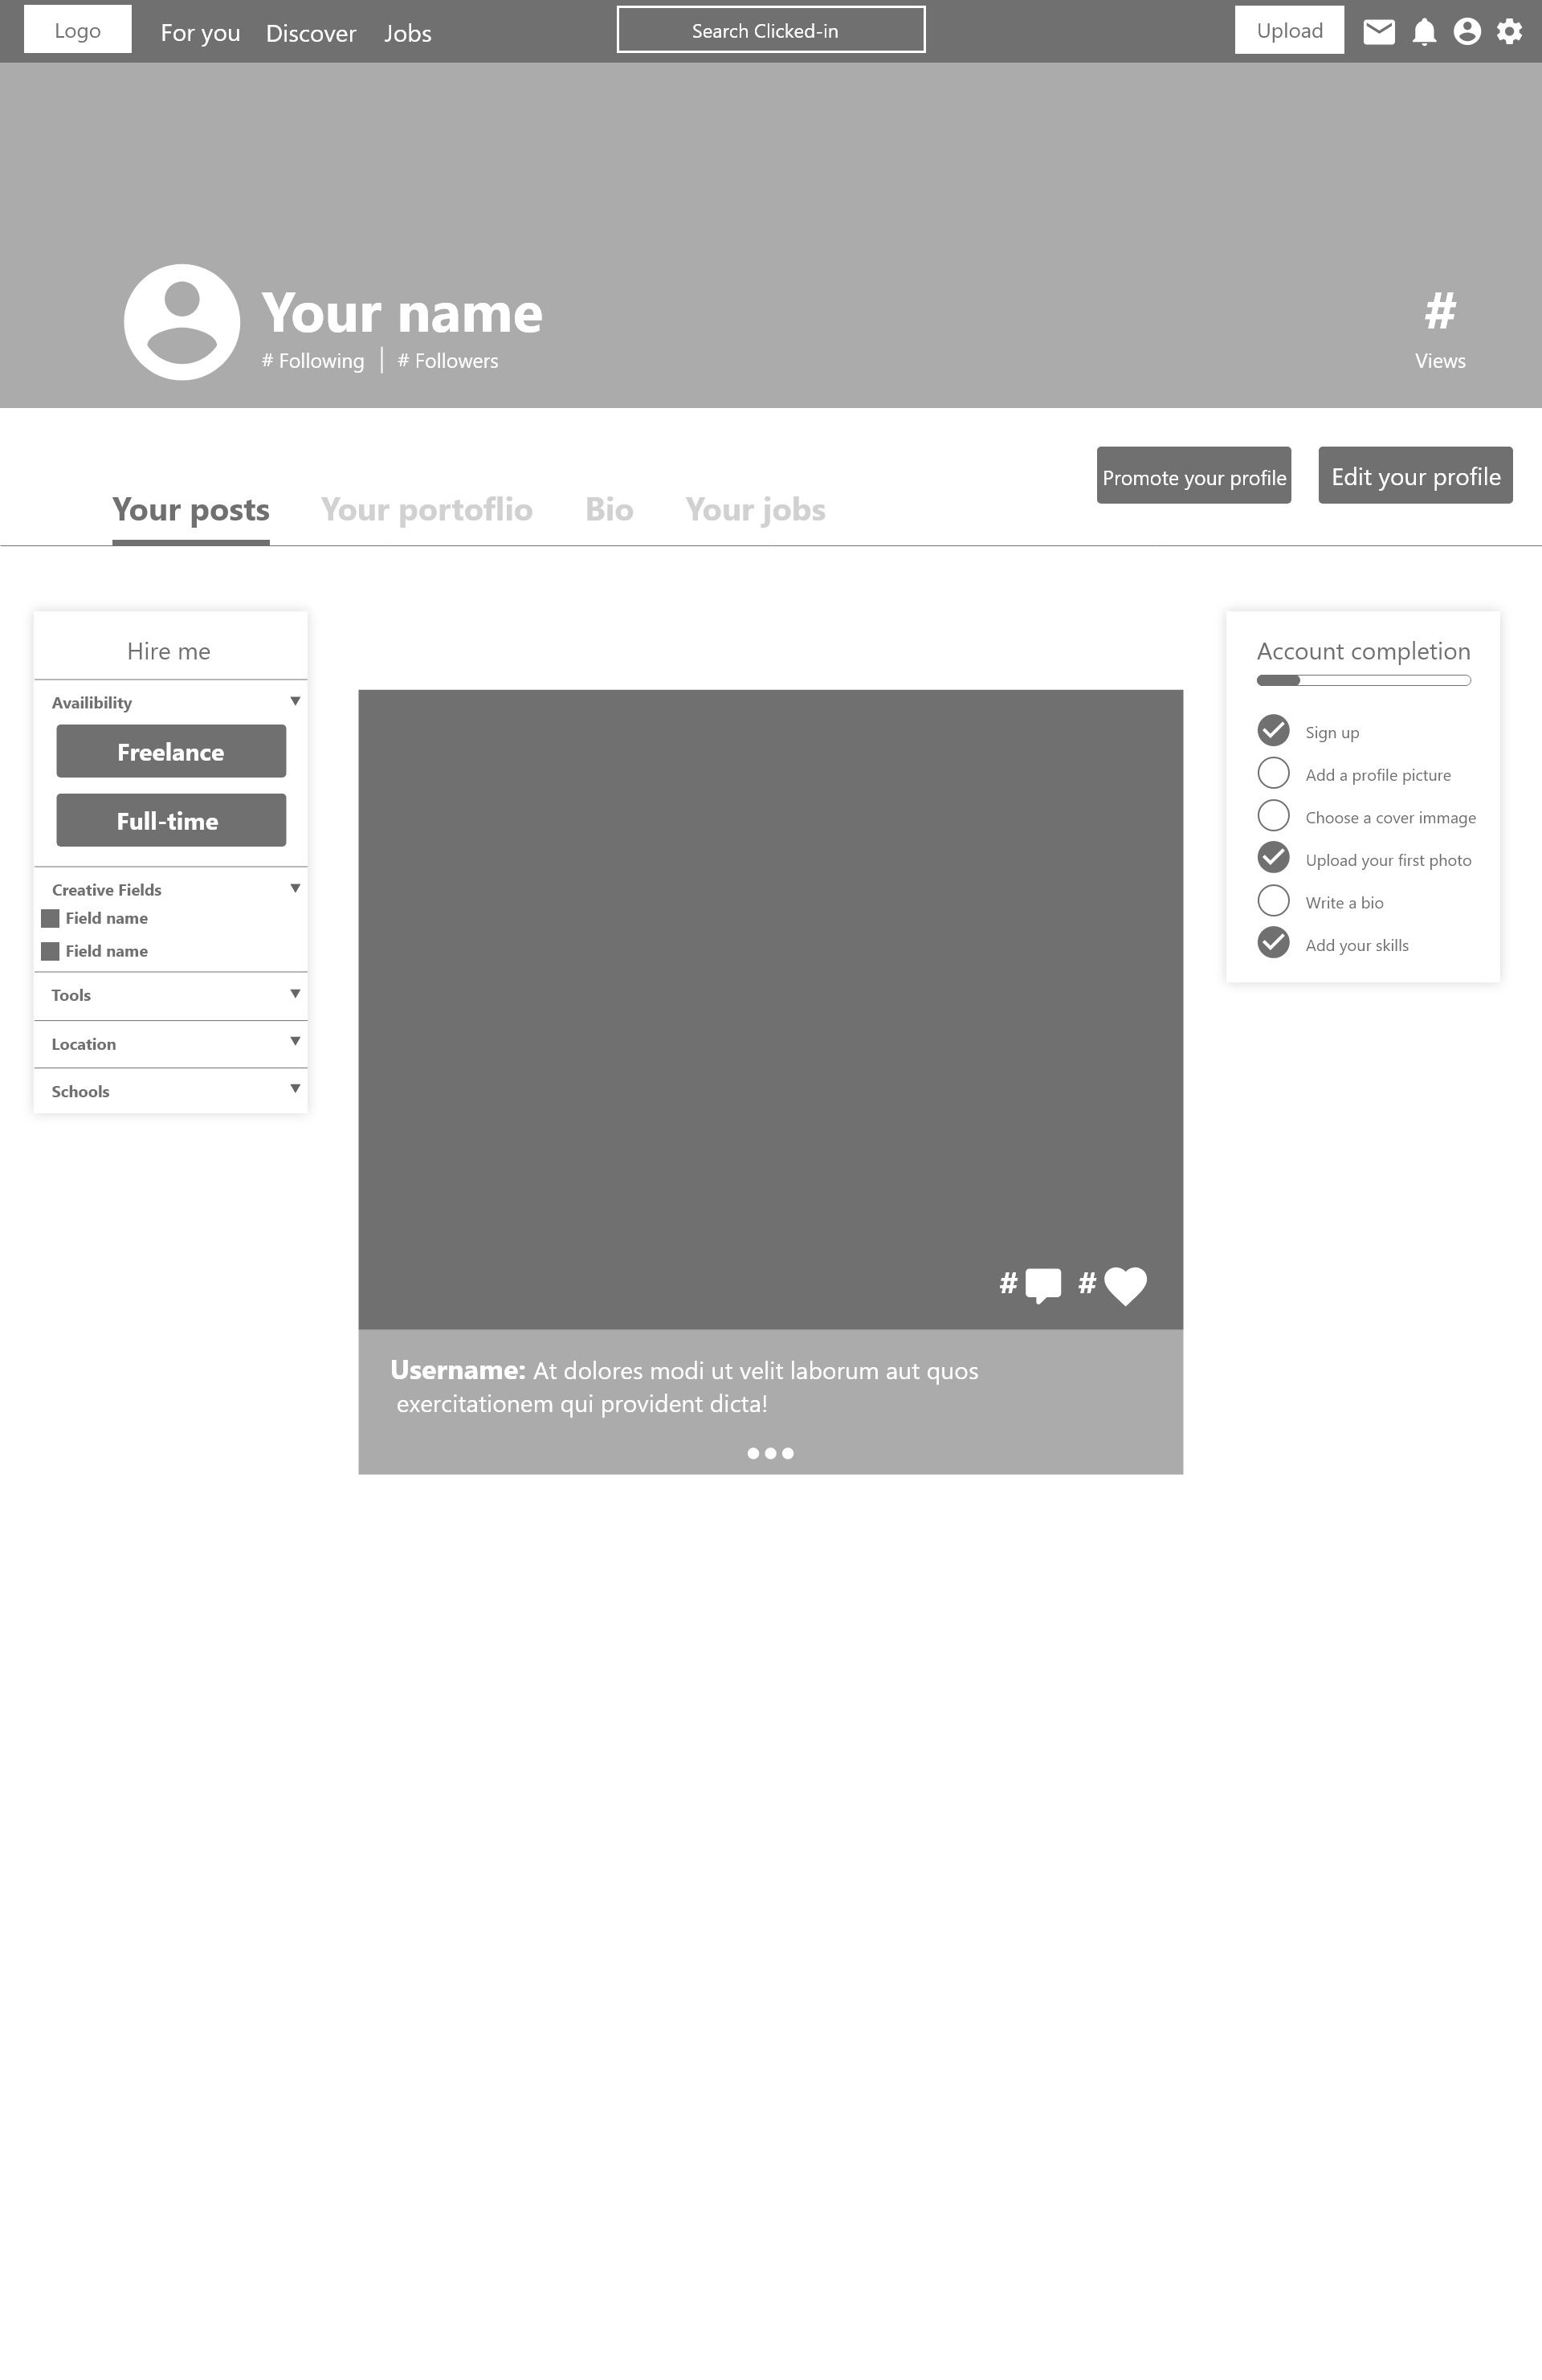 Logo
For you
Discover
Jobs
Search Clicked-in
Upload
Your name
# Following
# Followers
#
Views
Your posts
Your portoflio
Bio
Your jobs
Promote your profile
Edit your profile
Hire me
Availibility
Freelance
Full-time
Creative Fields
Field name
Field name
Tools
Location
Schools
#
#
Username: At dolores modi ut velit laborum aut quos
exercitationem qui provident dicta!
Account completion
Sign up
Add a profile picture
Choose a cover immage
Upload your first photo
Write a bio
Add your skills